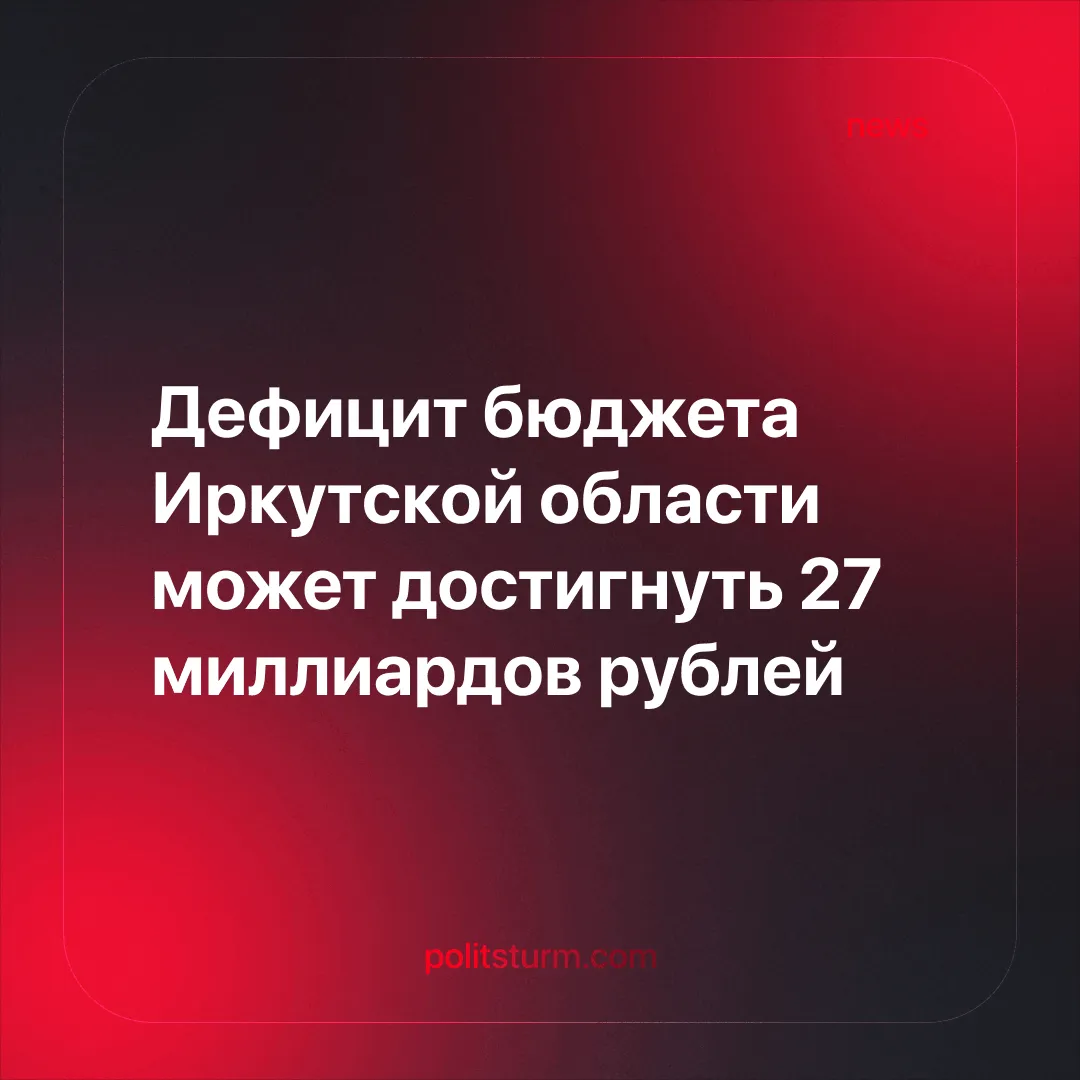 news
Дефицит бюджета
Иркутской области
может достигнуть 27
миллиардов рублей
politsturm.com